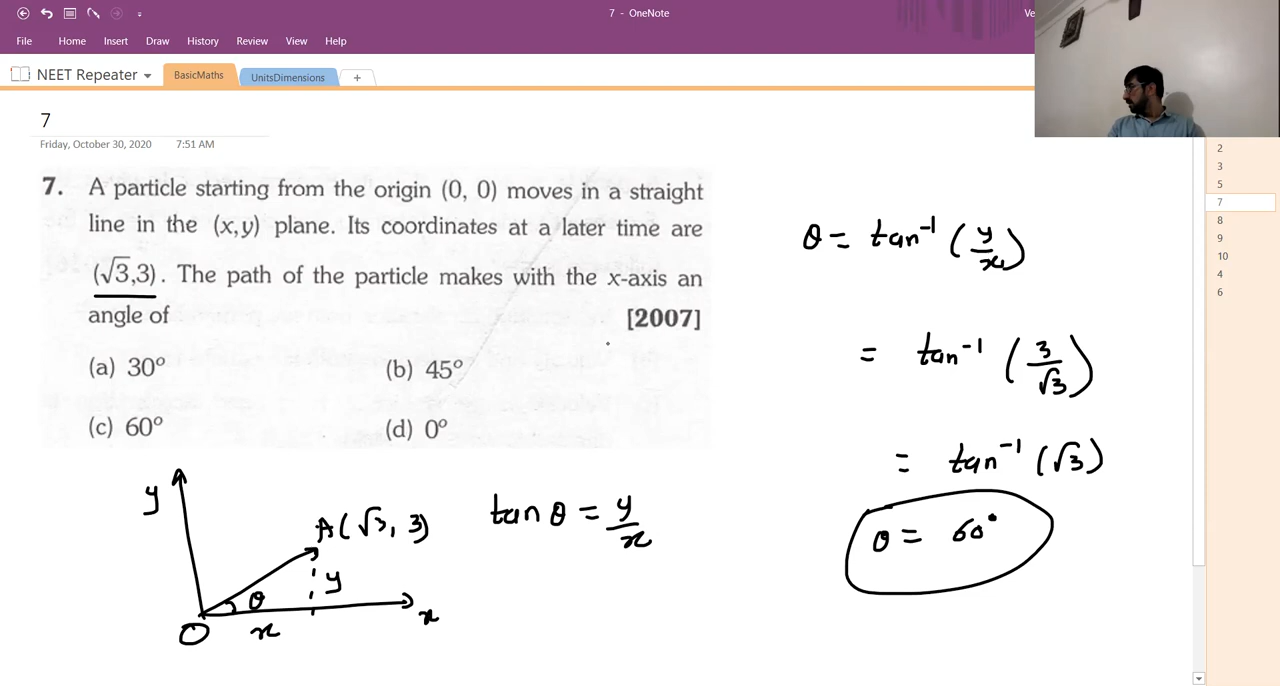 7 - OneNote
Ve
File Home Insert Draw History Review View Help
NEET Repeater BasicMaths UnitsDimensions +
7
Friday, October 30, 2020 7:51 AM
7. A particle starting from the origin (0, 0) moves in a straight
line in the (x,y) plane. Its coordinates at a later time are
(√3,3). The path of the particle makes with the x-axis an
angle of [2007]
(a) 30° (b) 45°
(c) 60° (d) 0°
y
A(√3, 3)
y
θ
O
x
x
tan θ = y/x
θ = tan⁻¹ (y/x)
= tan⁻¹ (3/√3)
= tan⁻¹ (√3)
θ = 60°
2
3
5
7
8
9
10
4
6